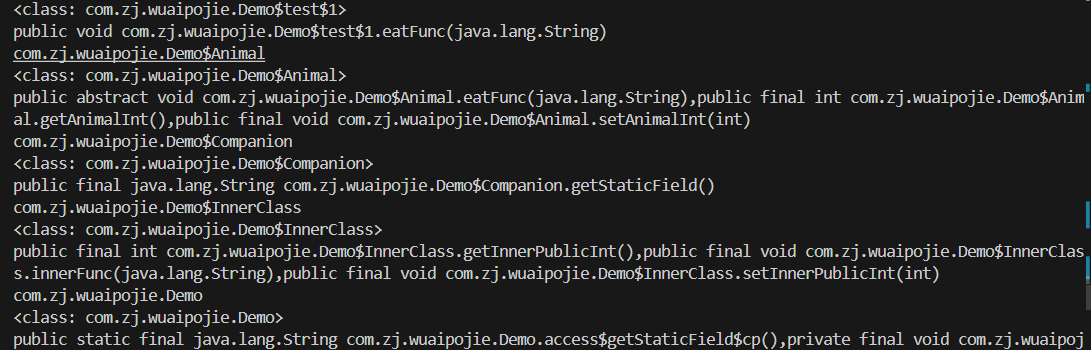 <class: com.zj.wuaipojie.Demo$test$1>
public void com.zj.wuaipojie.Demo$test$1.eatFunc(java.lang.String)
com.zj.wuaipojie.Demo$Animal
<class: com.zj.wuaipojie.Demo$Animal>
public abstract void com.zj.wuaipojie.Demo$Animal.eatFunc(java.lang.String),public final int com.zj.wuaipojie.Demo$Anim
al.getAnimalInt(),public final void com.zj.wuaipojie.Demo$Animal.setAnimalInt(int)
com.zj.wuaipojie.Demo$Companion
<class: com.zj.wuaipojie.Demo$Companion>
public final java.lang.String com.zj.wuaipojie.Demo$Companion.getStaticField()
com.zj.wuaipojie.Demo$InnerClass
<class: com.zj.wuaipojie.Demo$InnerClass>
public final int com.zj.wuaipojie.Demo$InnerClass.getInnerPublicInt(),public final void com.zj.wuaipojie.Demo$InnerClas
s.innerFunc(java.lang.String),public final void com.zj.wuaipojie.Demo$InnerClass.setInnerPublicInt(int)
com.zj.wuaipojie.Demo
<class: com.zj.wuaipojie.Demo>
public static final java.lang.String com.zj.wuaipojie.Demo.access$getStaticField$cp(),private final void com.zj.wuaipoj